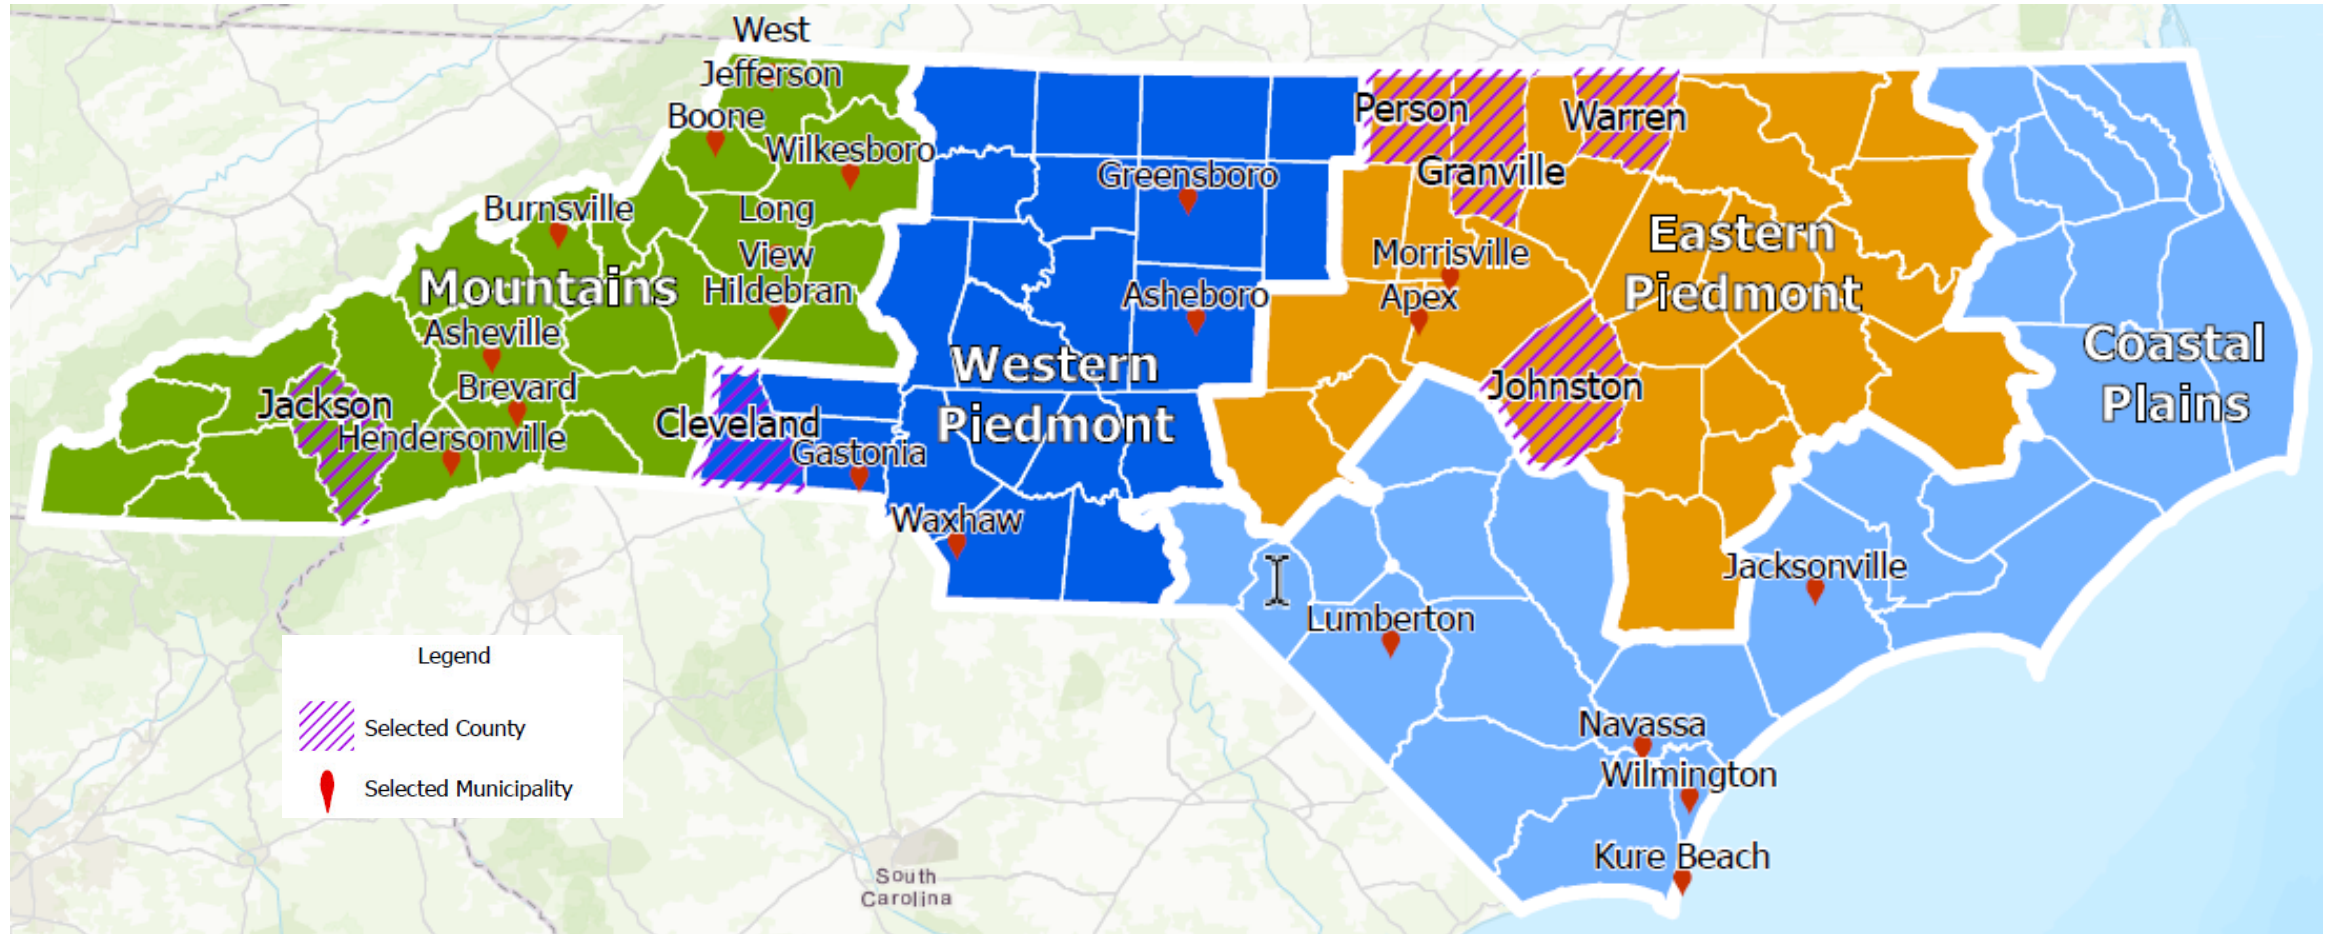 West
Jefferson
Boone
Wilkesboro
Burnsville
Long
View
Hildebran
Mountains
Asheville
Brevard
Jackson
Hendersonville
Cleveland
Gastonia
Waxhaw
Greensboro
Asheboro
Western
Piedmont
Person
Warren
Granville
Morrisville
Apex
Eastern
Piedmont
Johnston
Coastal
Plains
Jacksonville
Lumberton
Navassa
Wilmington
Kure Beach
Legend
Selected County
Selected Municipality
South
Carolina